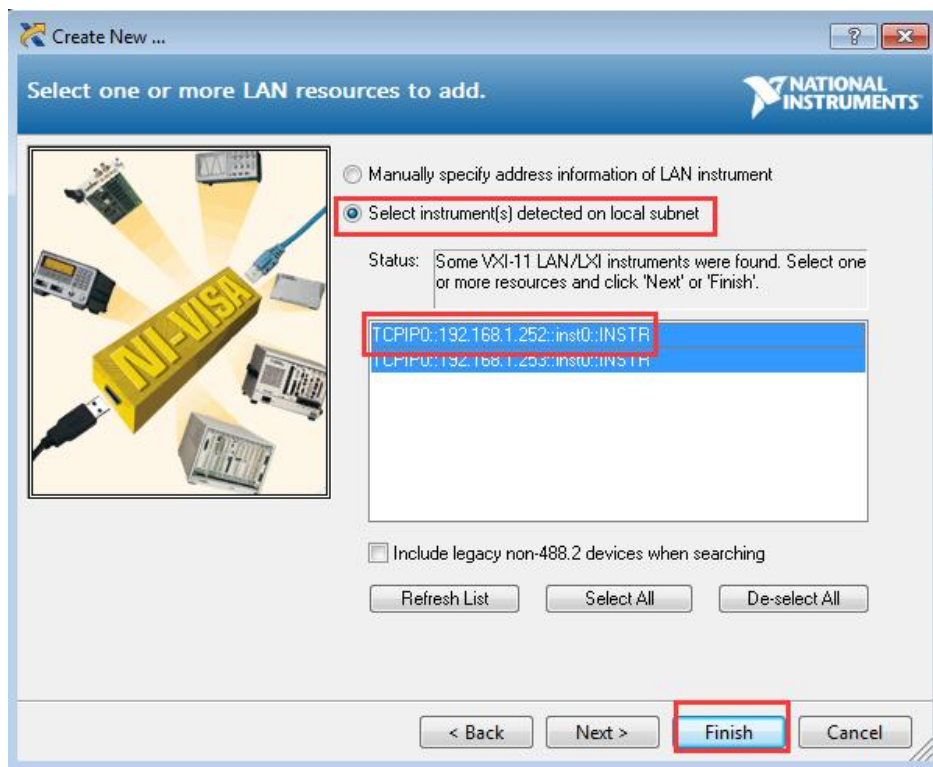 Create New ...
Select one or more LAN resources to add.
NATIONAL
INSTRUMENTS
Manually specify address information of LAN instrument
Select instrument(s) detected on local subnet
Status: Some VXI-11 LAN/LXI instruments were found. Select one
or more resources and click 'Next' or 'Finish'.
TCPIP0::192.168.1.252::inst0::INSTR
TCPIP0::192.168.1.253::inst0::INSTR
NI-VISA
Include legacy non-488.2 devices when searching
Refresh List Select All De-select All
< Back Next > Finish Cancel